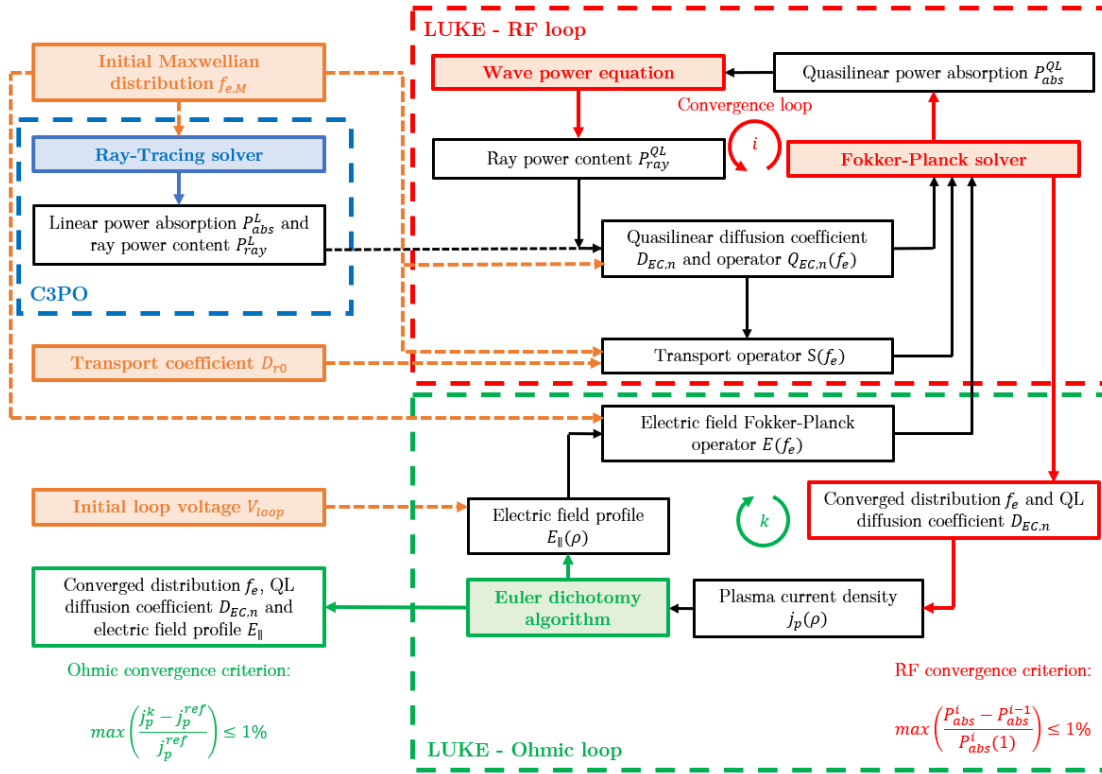 LUKE - RF loop
Initial Maxwellian
distribution f_{e,M}
Wave power equation
Quasilinear power absorption P_{abs}^{QL}
Convergence loop
i
Ray-Tracing solver
Ray power content P_{ray}^{QL}
Fokker-Planck solver
Linear power absorption P_{abs}^{L} and
ray power content P_{ray}^{L}
Quasilinear diffusion coefficient
D_{EC,n} and operator Q_{EC,n}(f_e)
C3PO
Transport coefficient D_{r0}
Transport operator S(f_e)
Electric field Fokker-Planck
operator E(f_e)
Initial loop voltage V_{loop}
Electric field profile
E_∥(ρ)
k
Converged distribution f_e and QL
diffusion coefficient D_{EC,n}
Converged distribution f_e, QL
diffusion coefficient D_{EC,n} and
electric field profile E_∥
Euler dichotomy
algorithm
Plasma current density
j_p(ρ)
Ohmic convergence criterion:
max((j_p^k − j_p^{ref}) / j_p^{ref}) ≤ 1%
RF convergence criterion:
max((P_{abs}^i − P_{abs}^{i−1}) / P_{abs}^i(1)) ≤ 1%
LUKE - Ohmic loop